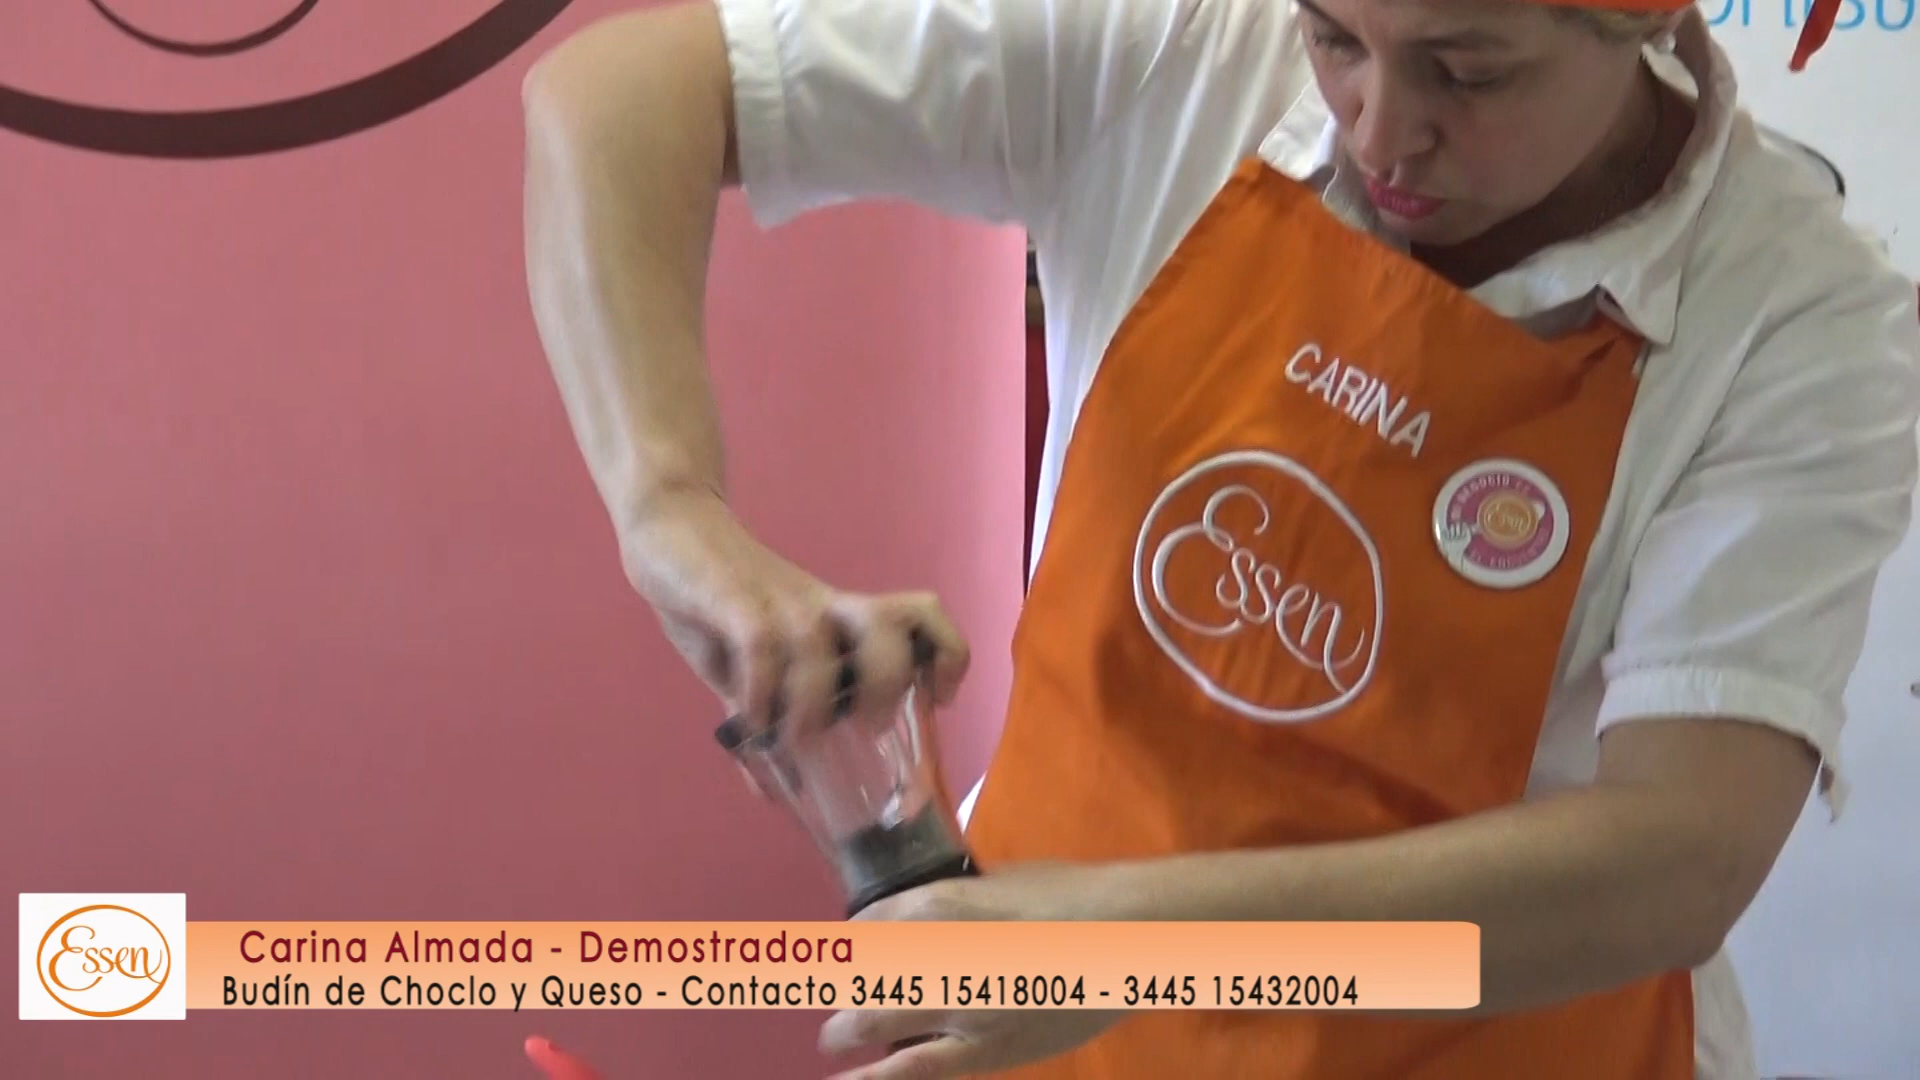 CARINA
Essen
Essen
Carina Almada - Demostradora
Budín de Choclo y Queso - Contacto 3445 15418004 - 3445 15432004